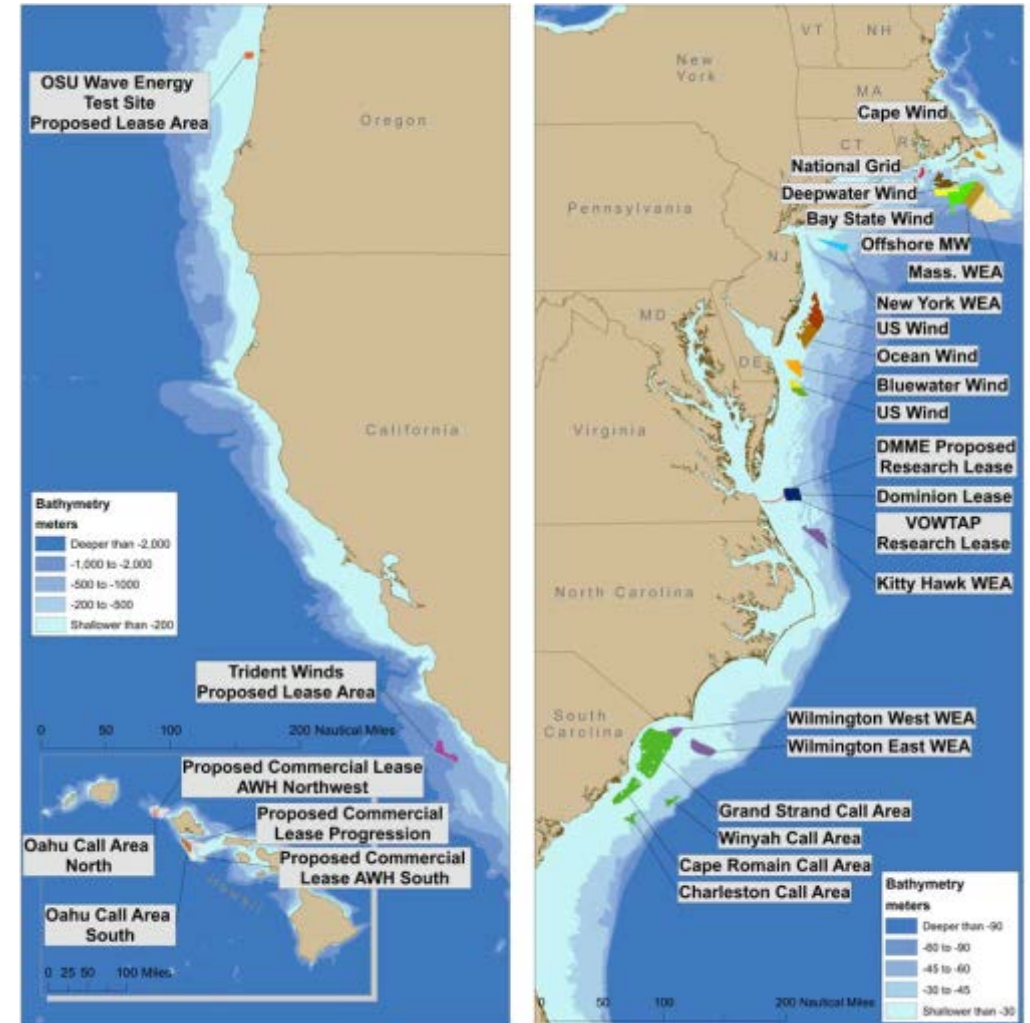 OSU Wave Energy
Test Site
Proposed Lease Area
Oregon
California
Bathymetry
meters
Deeper than -2,000
-1,000 to -2,000
-500 to -1000
-200 to -500
Shallower than -200
Trident Winds
Proposed Lease Area
0 100 200 Nautical Miles
Proposed Commercial Lease
AWH Northwest
Proposed Commercial
Lease Progression
Oahu Call Area
North
Proposed Commercial
Lease AWH South
Hawaii
Oahu Call Area
South
0 25 50 100 Miles
VT
NH
New
York
MA
Cape Wind
CT
National Grid
Deepwater Wind
Pennsylvania
Bay State Wind
Offshore MW
NJ
Mass. WEA
New York WEA
MD
US Wind
Ocean Wind
DE
Bluewater Wind
US Wind
Virginia
DMME Proposed
Research Lease
Dominion Lease
VOWTAP
Research Lease
Kitty Hawk WEA
North Carolina
South
Carolina
Wilmington West WEA
Wilmington East WEA
Grand Strand Call Area
Winyah Call Area
Cape Romain Call Area
Charleston Call Area
Bathymetry
meters
Deeper than -90
-60 to -90
-45 to -60
-30 to -45
Shallower than -30
0 50 100 200 Nautical Miles